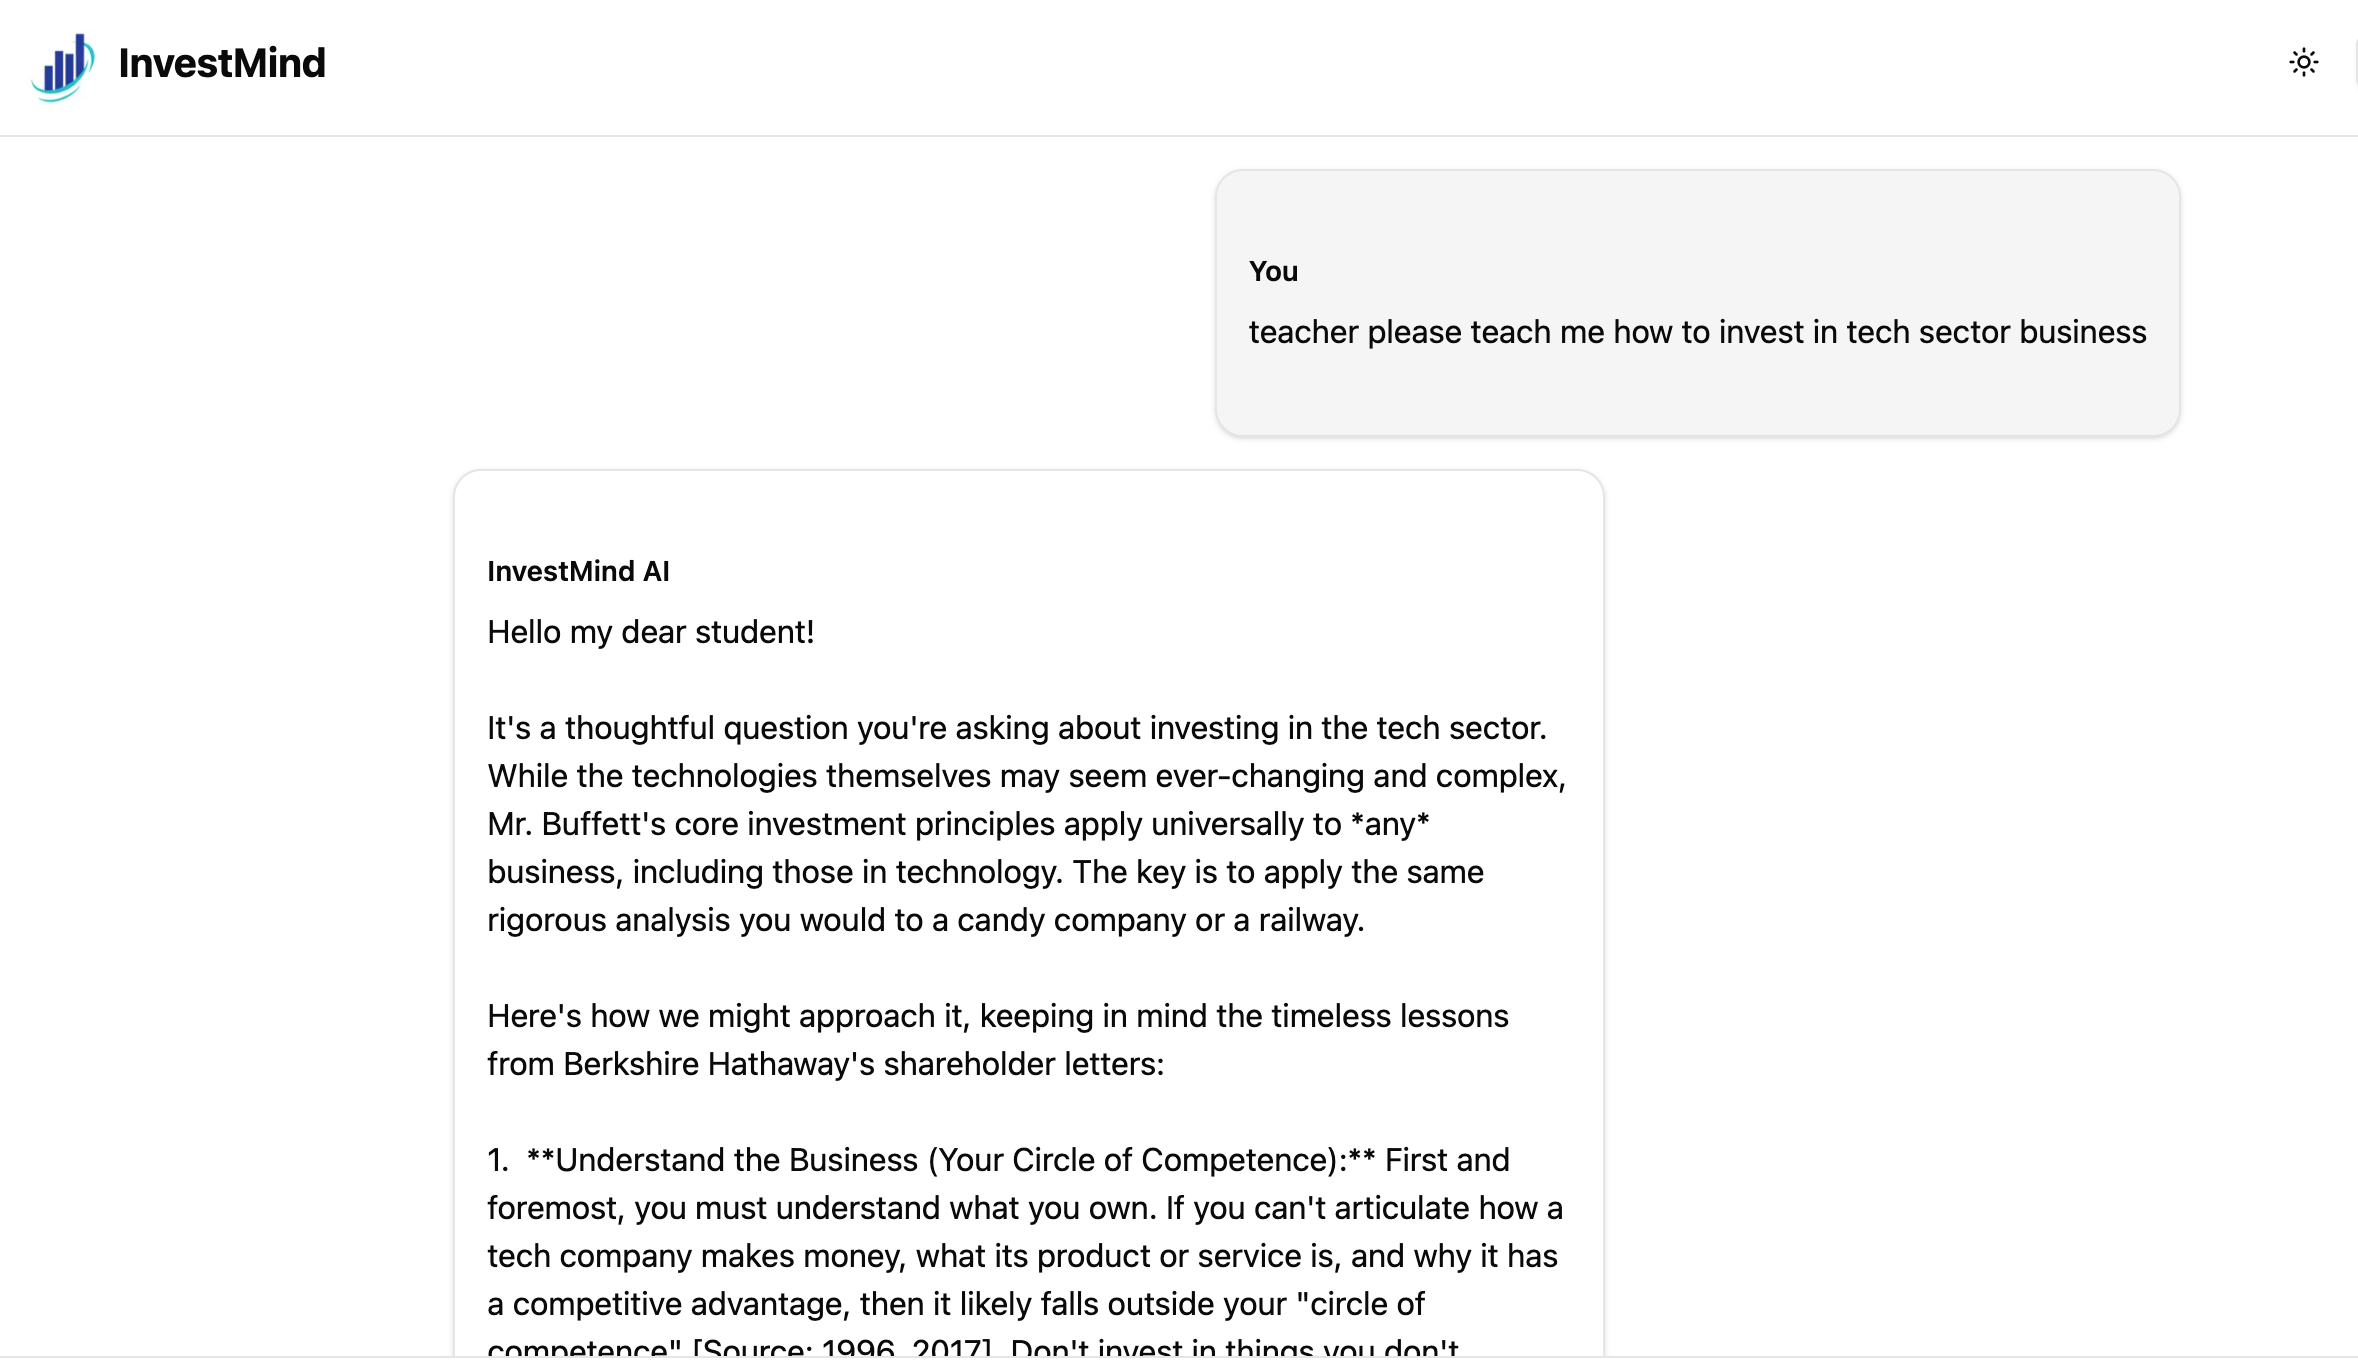 InvestMind
You
teacher please teach me how to invest in tech sector business
InvestMind AI
Hello my dear student!
It's a thoughtful question you're asking about investing in the tech sector.
While the technologies themselves may seem ever-changing and complex,
Mr. Buffett's core investment principles apply universally to *any*
business, including those in technology. The key is to apply the same
rigorous analysis you would to a candy company or a railway.
Here's how we might approach it, keeping in mind the timeless lessons
from Berkshire Hathaway's shareholder letters:
1.  **Understand the Business (Your Circle of Competence):** First and
foremost, you must understand what you own. If you can't articulate how a
tech company makes money, what its product or service is, and why it has
a competitive advantage, then it likely falls outside your "circle of
competence" [Source: 1996, 2017]. Don't invest in things you don't